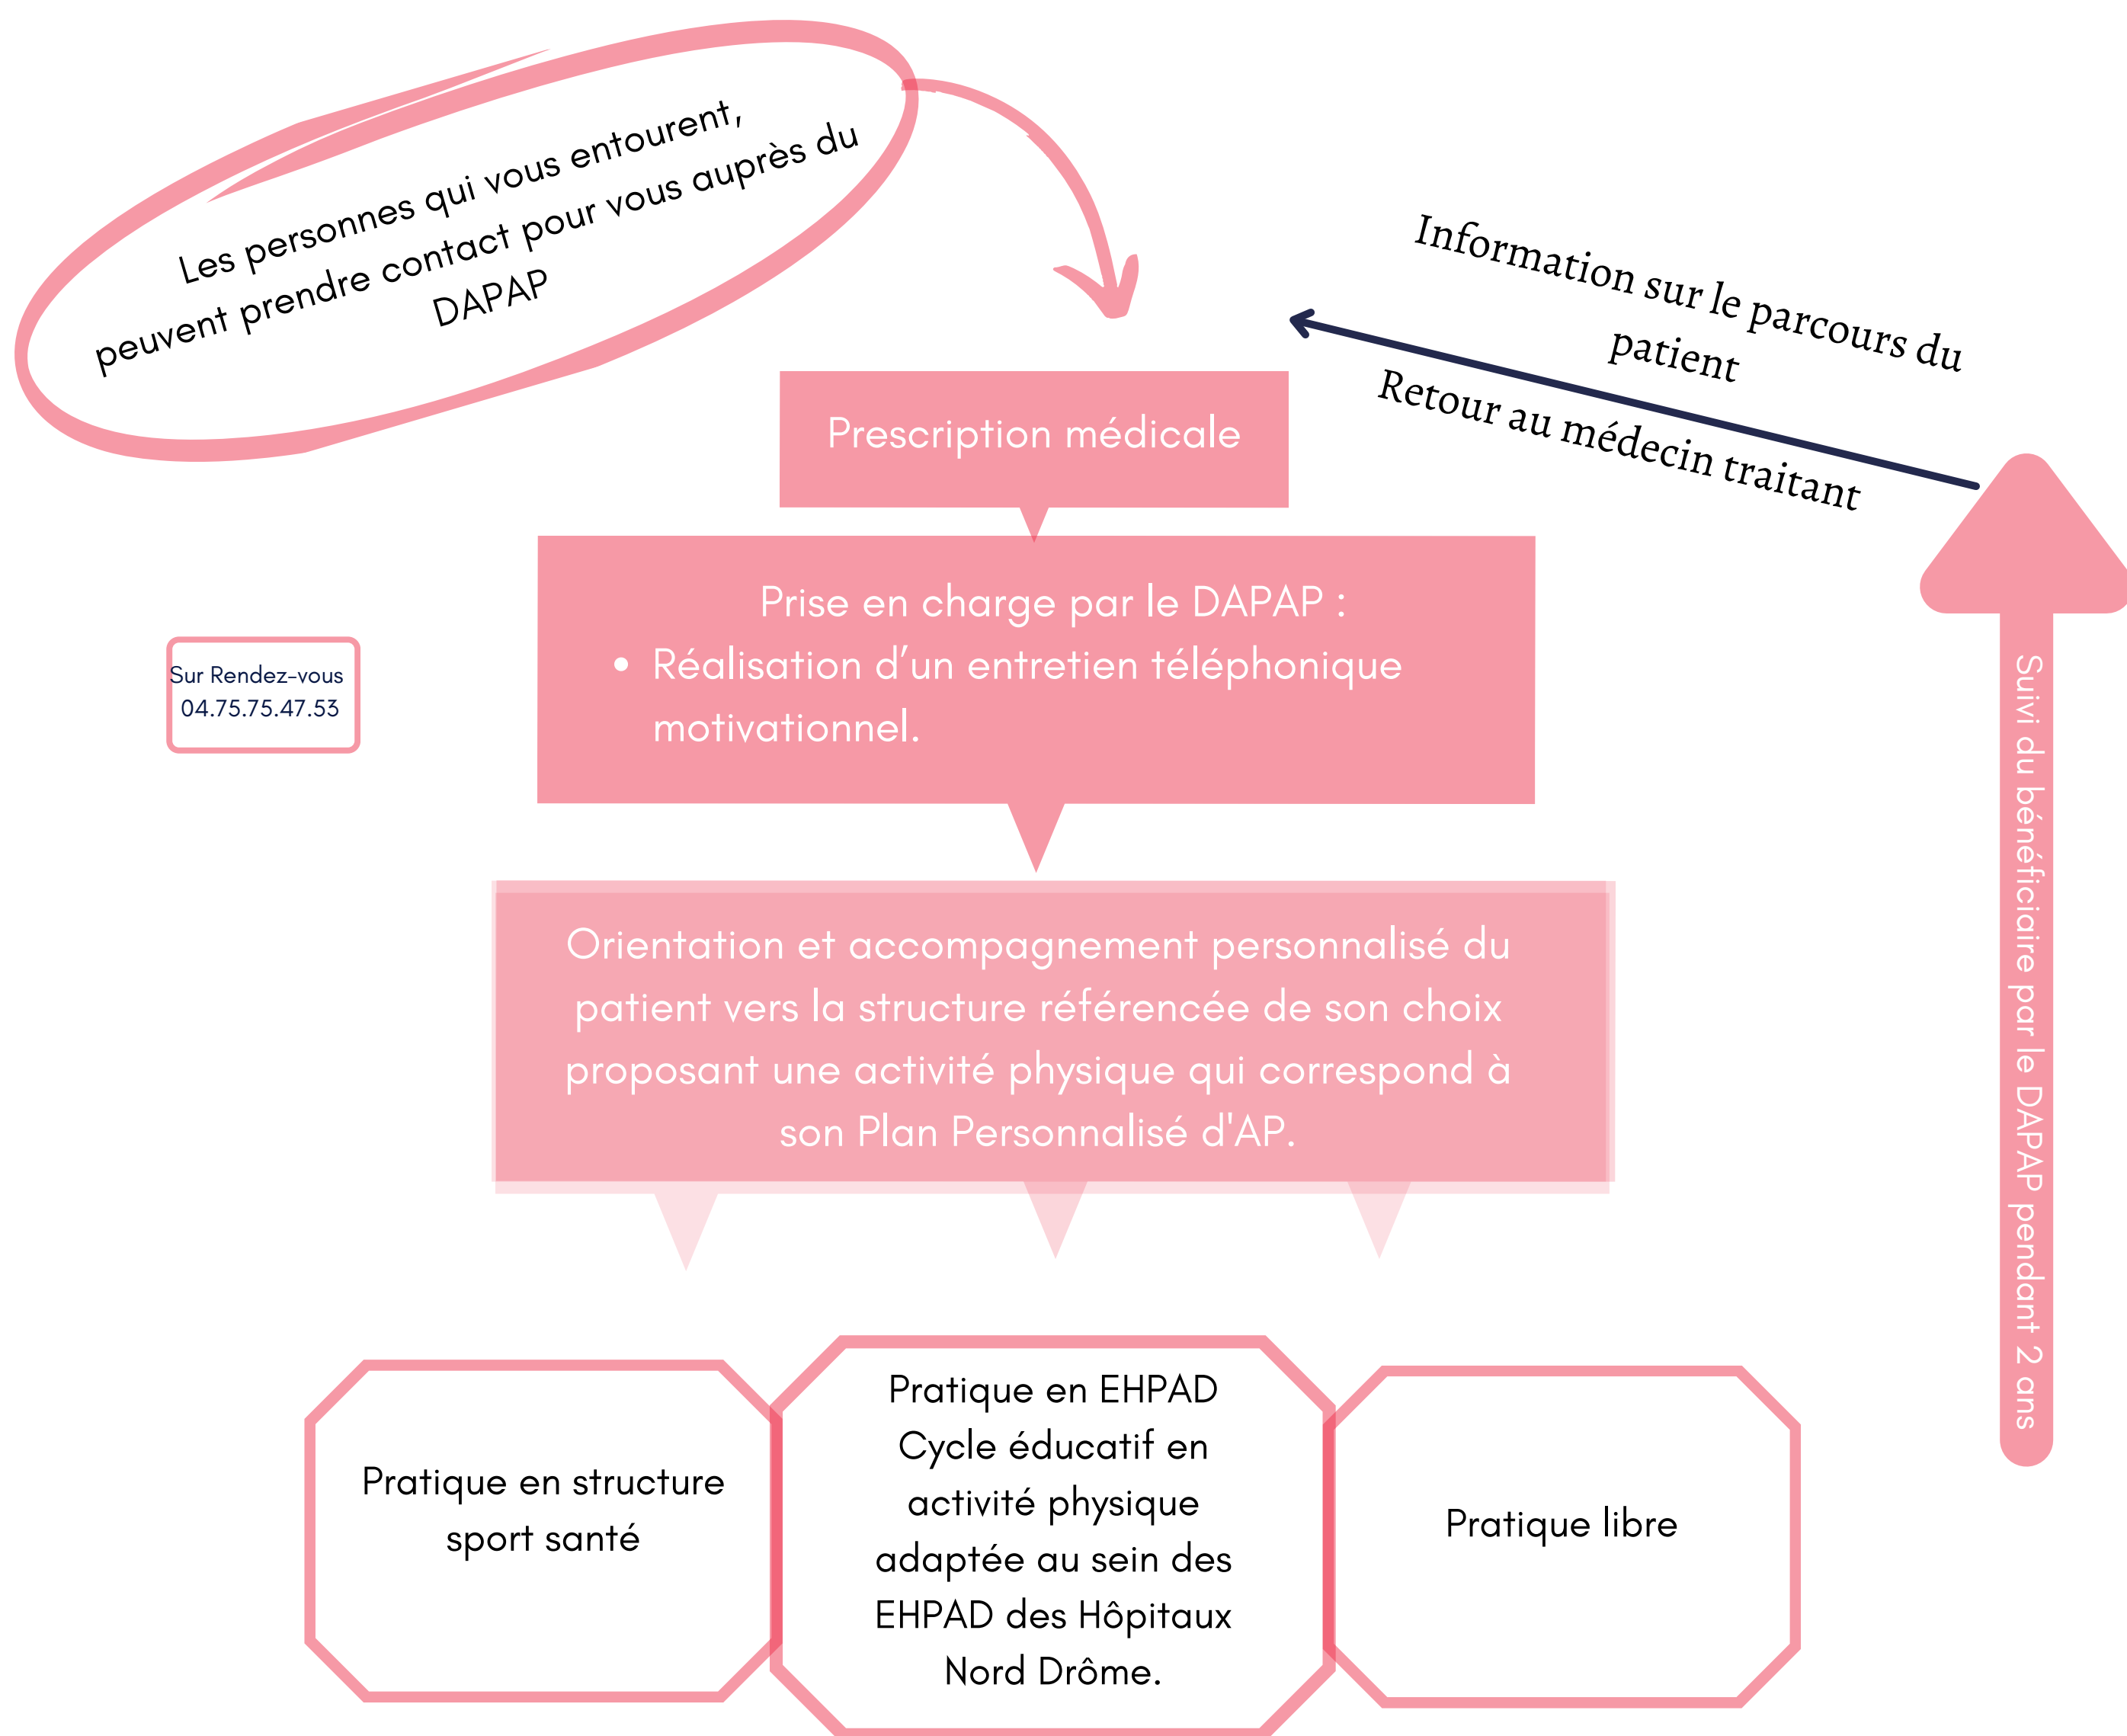 Les personnes qui vous entourent,
peuvent prendre contact pour vous auprès du
DAPAP
Information sur le parcours du
patient
Retour au médecin traitant
Prescription médicale
Prise en charge par le DAPAP :
• Réalisation d’un entretien téléphonique
motivationnel.
Sur Rendez-vous
04.75.75.47.53
Orientation et accompagnement personnalisé du
patient vers la structure référencée de son choix
proposant une activité physique qui correspond à
son Plan Personnalisé d'AP.
Suivi du bénéficiaire par le DAPAP pendant 2 ans
Pratique en structure
sport santé
Pratique en EHPAD
Cycle éducatif en
activité physique
adaptée au sein des
EHPAD des Hôpitaux
Nord Drôme.
Pratique libre